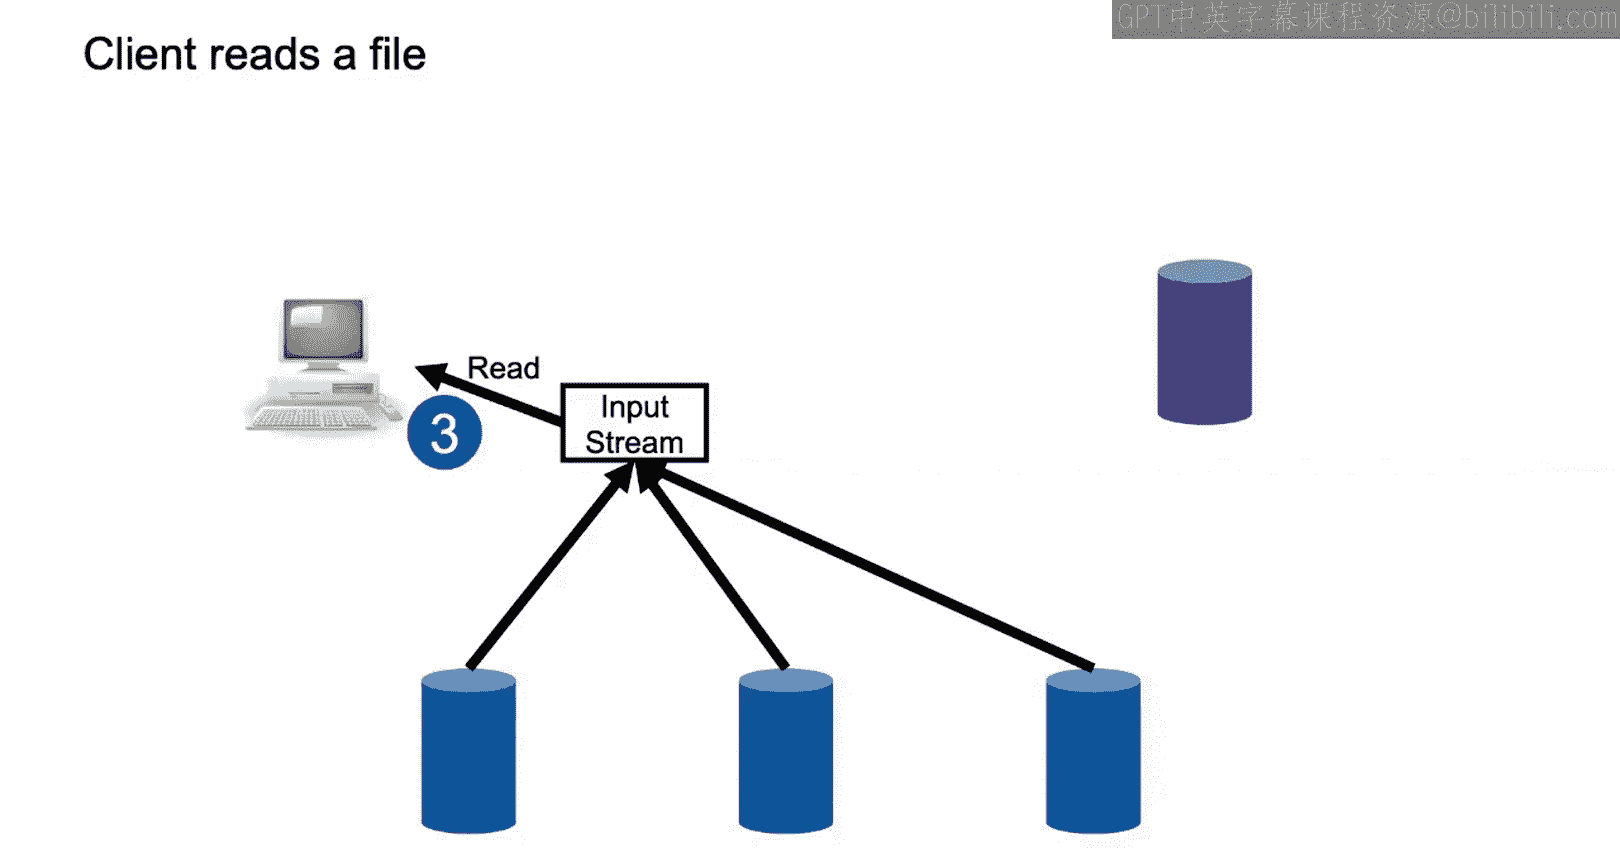 GPT中英字幕课程资源@bilibili.com
Client reads a file
Read
3
Input
Stream